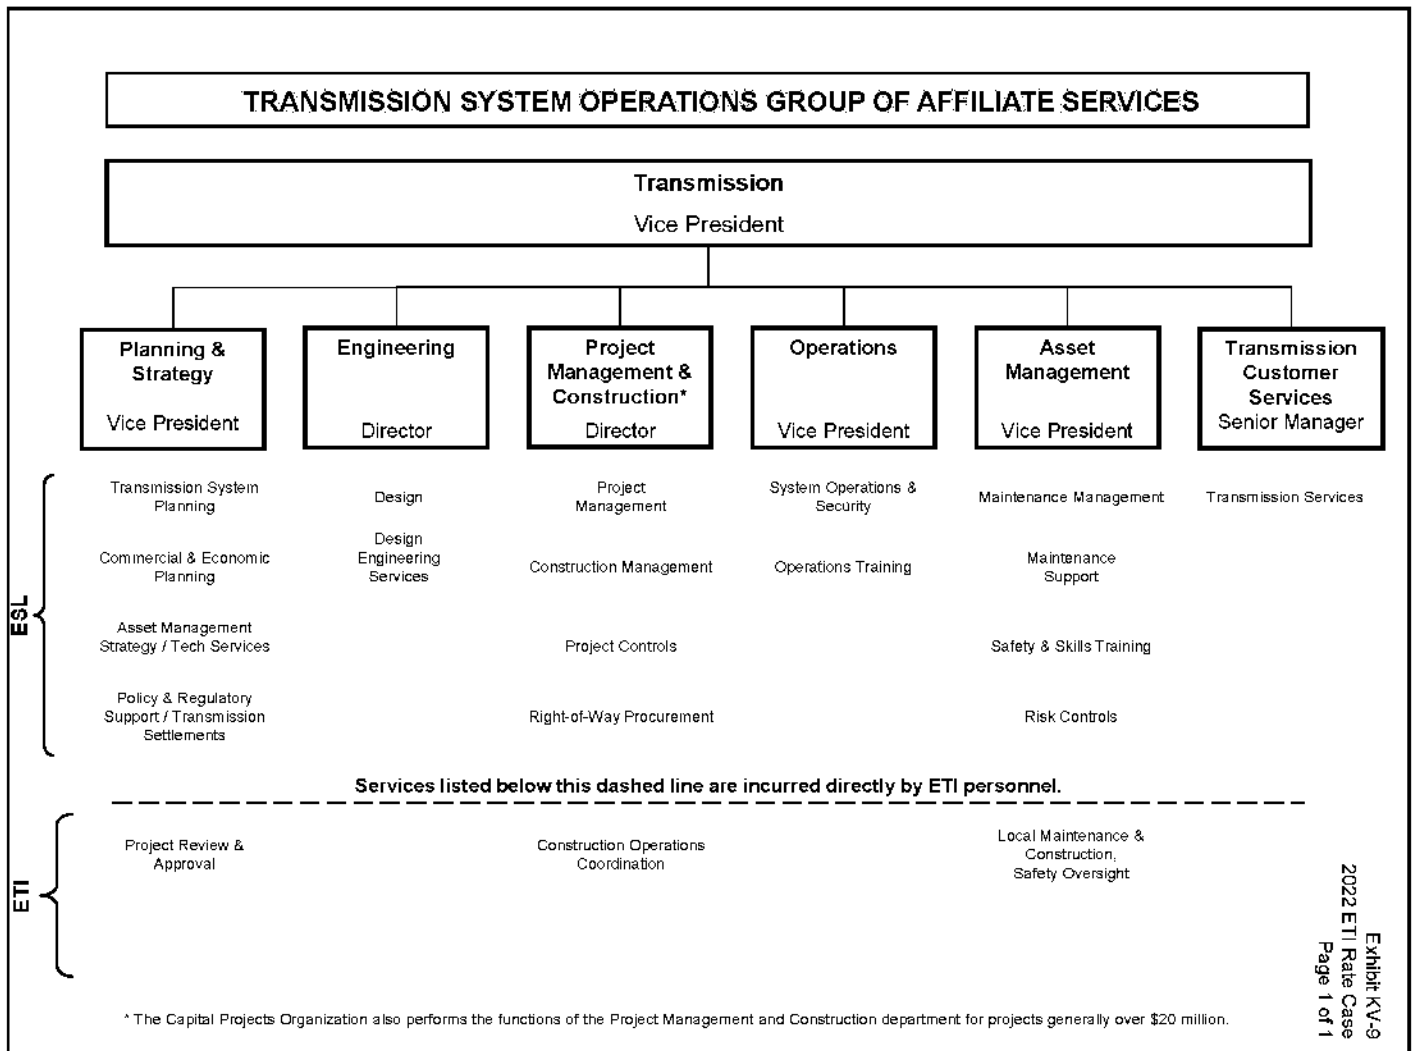 TRANSMISSION SYSTEM OPERATIONS GROUP OF AFFILIATE SERVICES
Transmission
Vice President
Planning &
Strategy
Vice President
Engineering
Director
Project
Management &
Construction*
Director
Operations
Vice President
Asset
Management
Vice President
Transmission
Customer
Services
Senior Manager
ESL
Transmission System
Planning
Commercial & Economic
Planning
Asset Management
Strategy / Tech Services
Policy & Regulatory
Support / Transmission
Settlements
Design
Design
Engineering
Services
Project
Management
Construction Management
Project Controls
Right-of-Way Procurement
System Operations &
Security
Operations Training
Maintenance Management
Maintenance
Support
Safety & Skills Training
Risk Controls
Transmission Services
Services listed below this dashed line are incurred directly by ETI personnel.
ETI
Project Review &
Approval
Construction Operations
Coordination
Local Maintenance &
Construction,
Safety Oversight
* The Capital Projects Organization also performs the functions of the Project Management and Construction department for projects generally over $20 million.
Exhibit KV-9
2022 ETI Rate Case
Page 1 of 1